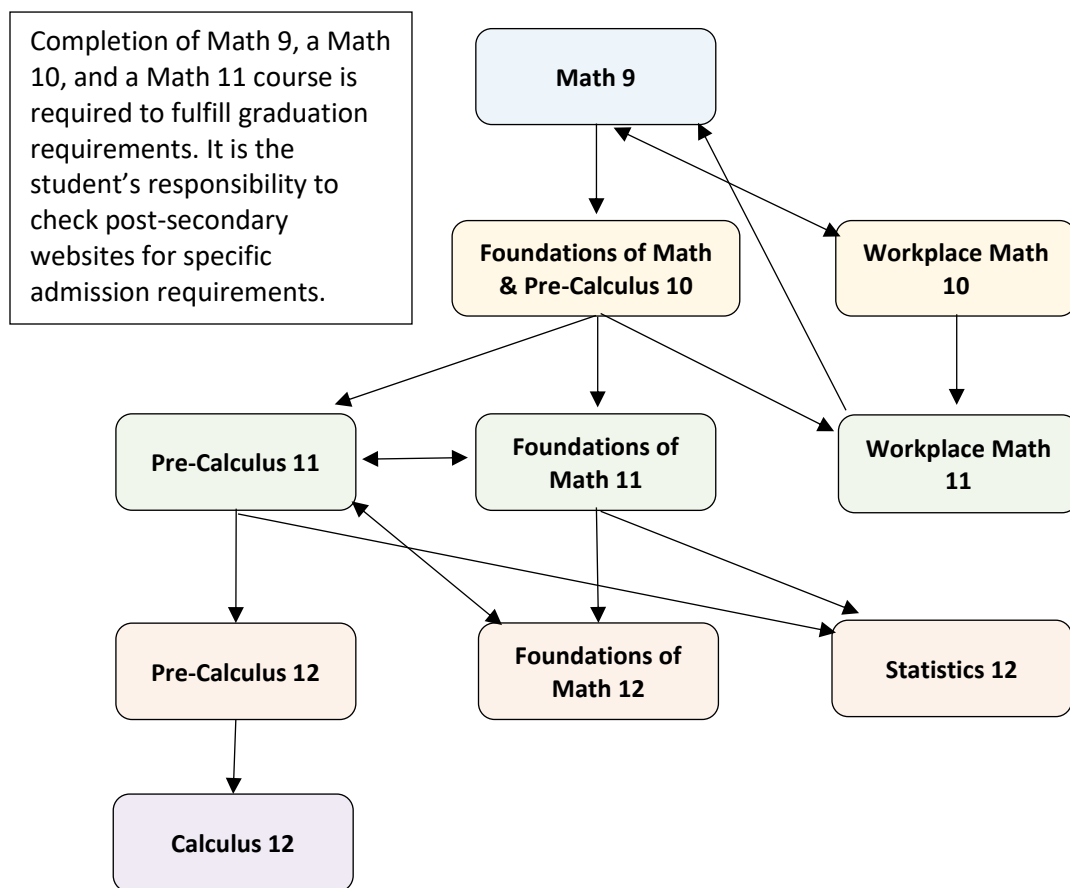 Completion of Math 9, a Math
10, and a Math 11 course is
required to fulfill graduation
requirements. It is the
student’s responsibility to
check post-secondary
websites for specific
admission requirements.
Math 9
Foundations of Math
& Pre-Calculus 10
Workplace Math
10
Pre-Calculus 11
Foundations of
Math 11
Workplace Math
11
Pre-Calculus 12
Foundations of
Math 12
Statistics 12
Calculus 12